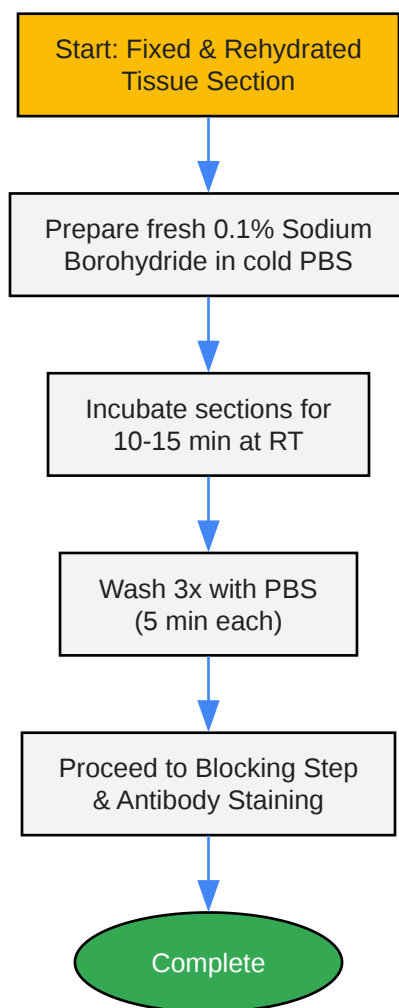 Start: Fixed & Rehydrated
Tissue Section
Prepare fresh 0.1% Sodium
Borohydride in cold PBS
Incubate sections for
10-15 min at RT
Wash 3x with PBS
(5 min each)
Proceed to Blocking Step
& Antibody Staining
Complete